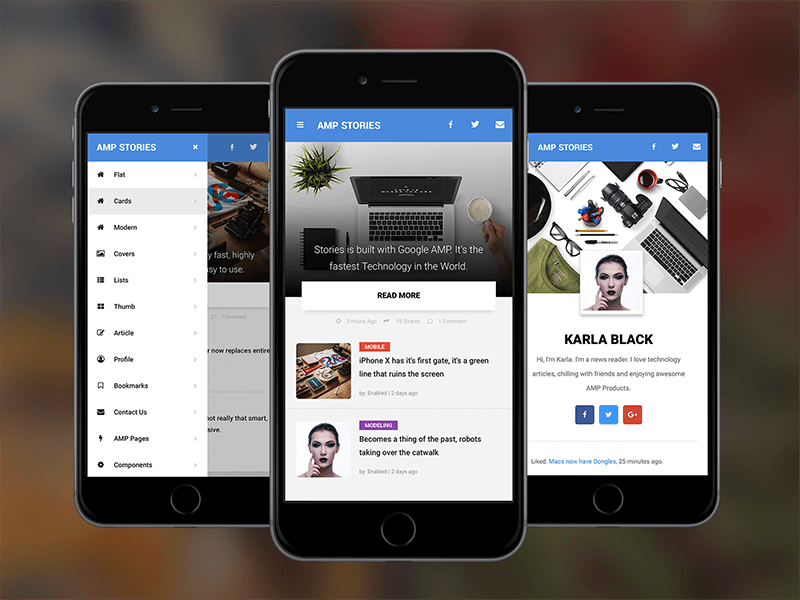 AMP STORIES
Flat
Cards
Modern
Covers
Lists
Thumb
Article
Profile
Bookmarks
Contact Us
AMP Pages
Components
fast, highly
to use.
1 Comment
now replaces entire
not really that smart,
AMP STORIES
Stories is built with Google AMP. It's the
fastest Technology in the World.
READ MORE
3 Hours Ago
55 Shares
1 Comment
MOBILE
iPhone X has it's first gate, it's a green
line that ruins the screen
by: Enabled | 2 days ago
MODELING
Becomes a thing of the past, robots
taking over the catwalk
by: Enabled | 2 days ago
AMP STORIES
KARLA BLACK
Hi, I'm Karla. I'm a news reader. I love technology
articles, chilling with friends and enjoying awesome
AMP Products.
Liked: Macs now have Dongles, 25 minutes ago.